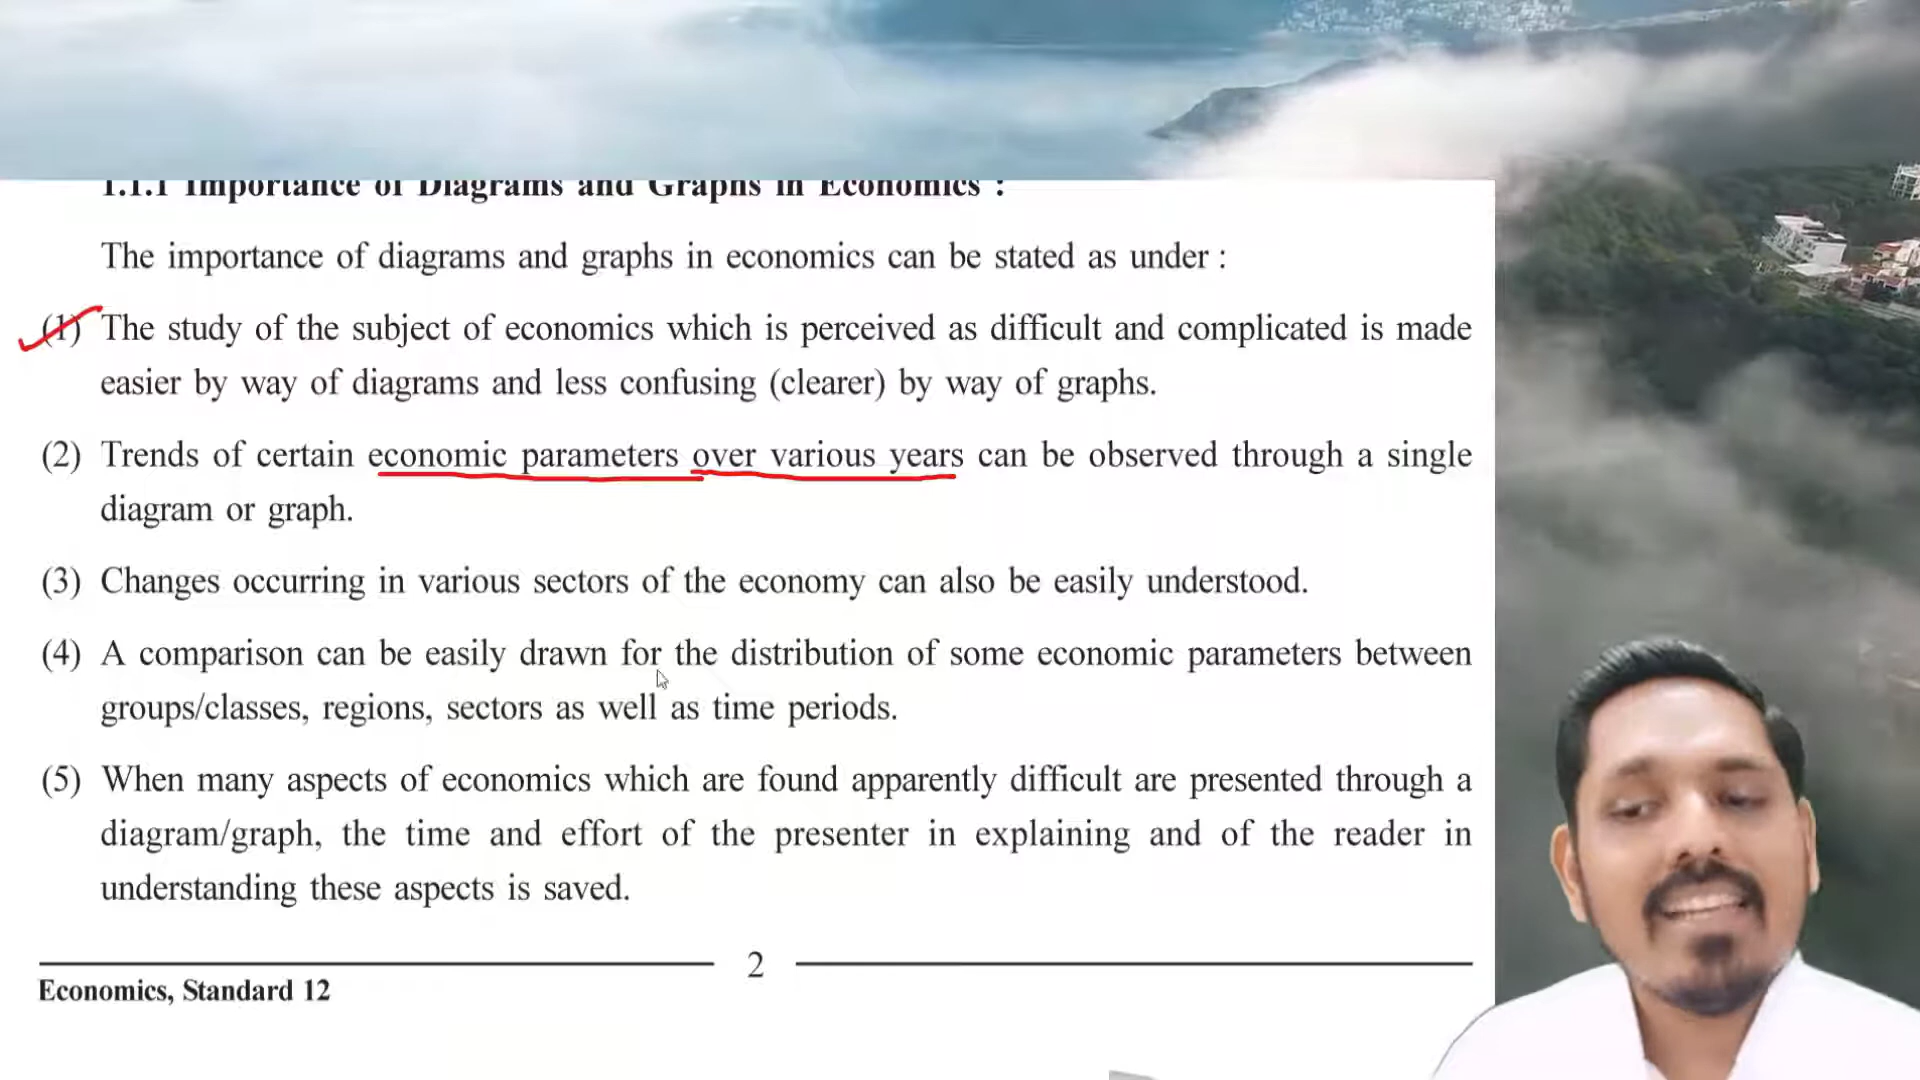 1.1.1 Importance of Diagrams and Graphs in Economics :
The importance of diagrams and graphs in economics can be stated as under :
(1) The study of the subject of economics which is perceived as difficult and complicated is made
easier by way of diagrams and less confusing (clearer) by way of graphs.
(2) Trends of certain economic parameters over various years can be observed through a single
diagram or graph.
(3) Changes occurring in various sectors of the economy can also be easily understood.
(4) A comparison can be easily drawn for the distribution of some economic parameters between
groups/classes, regions, sectors as well as time periods.
(5) When many aspects of economics which are found apparently difficult are presented through a
diagram/graph, the time and effort of the presenter in explaining and of the reader in
understanding these aspects is saved.
2
Economics, Standard 12